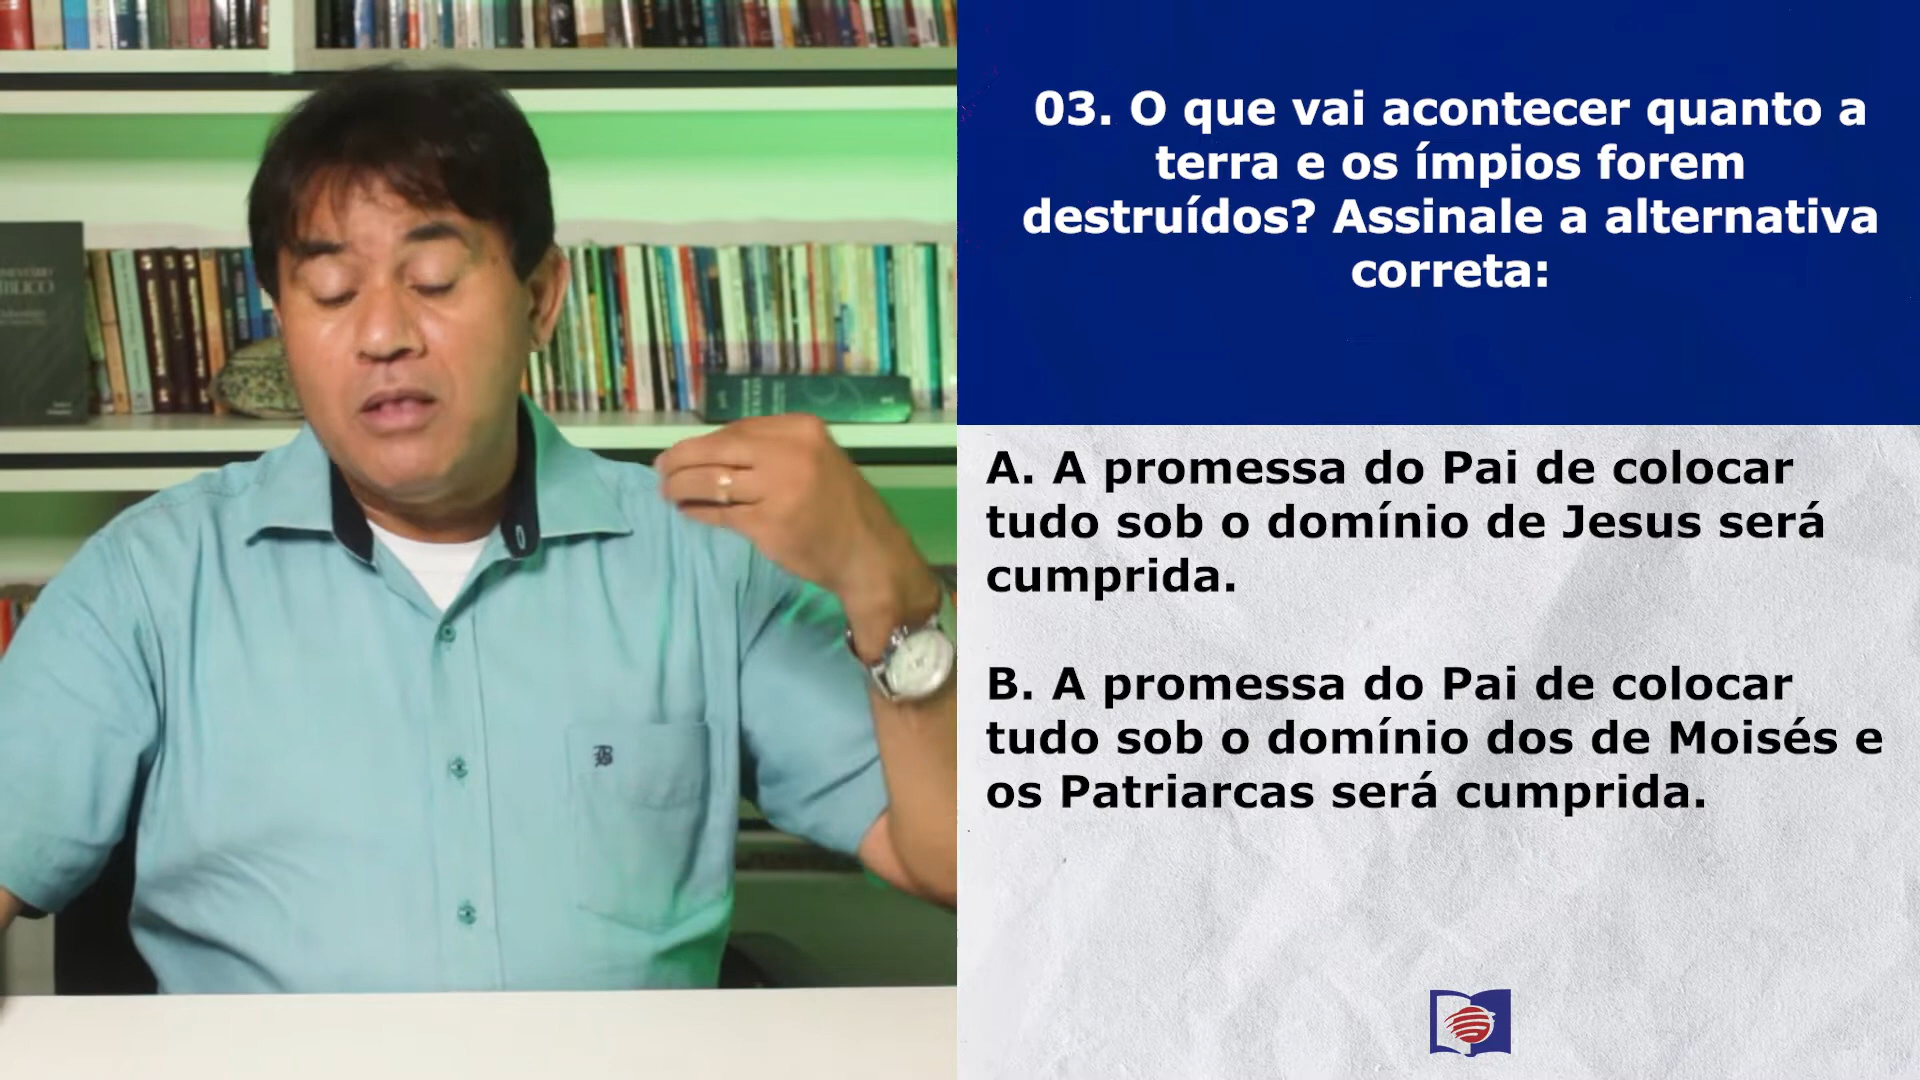 03. O que vai acontecer quanto a
terra e os ímpios forem
destruídos? Assinale a alternativa
correta:
A. A promessa do Pai de colocar
tudo sob o domínio de Jesus será
cumprida.
B. A promessa do Pai de colocar
tudo sob o domínio dos de Moisés e
os Patriarcas será cumprida.